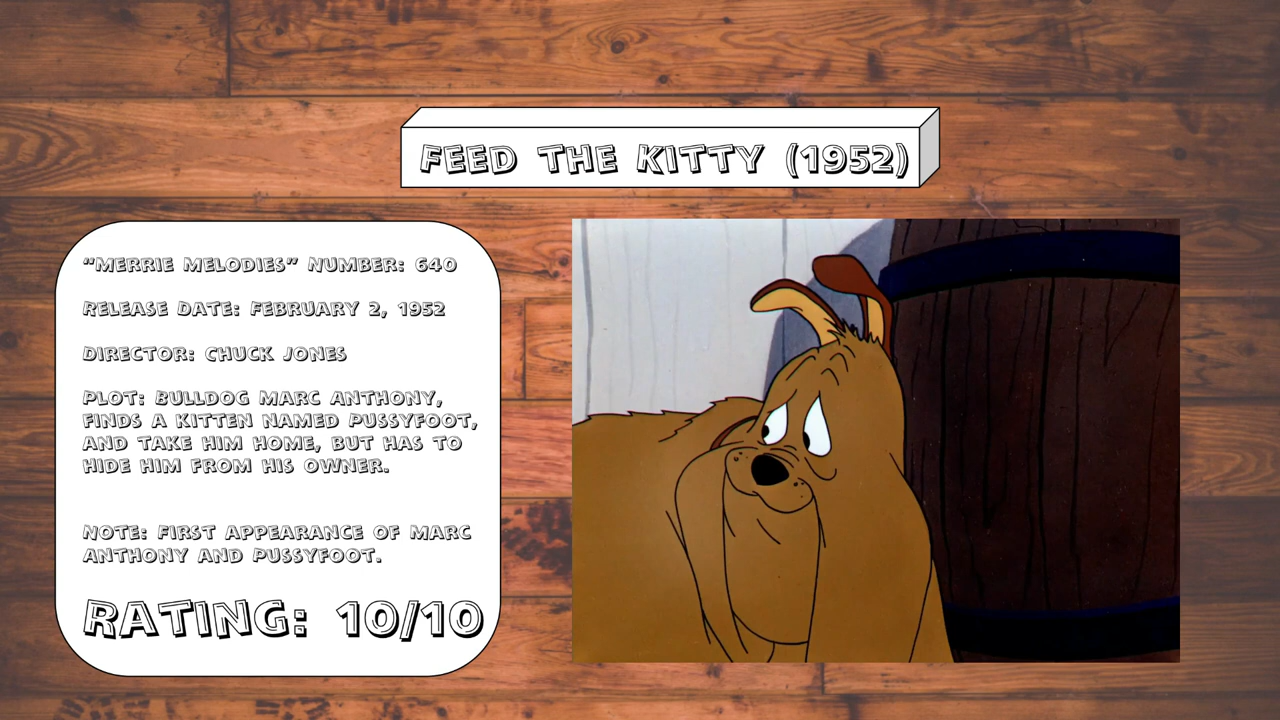 FEED THE KITTY (1952)
"MERRIE MELODIES" NUMBER: 640
RELEASE DATE: FEBRUARY 2, 1952
DIRECTOR: CHUCK JONES
PLOT: BULLDOG MARC ANTHONY,
FINDS A KITTEN NAMED PUSSYFOOT,
AND TAKE HIM HOME, BUT HAS TO
HIDE HIM FROM HIS OWNER.
NOTE: FIRST APPEARANCE OF MARC
ANTHONY AND PUSSYFOOT.
RATING: 10/10